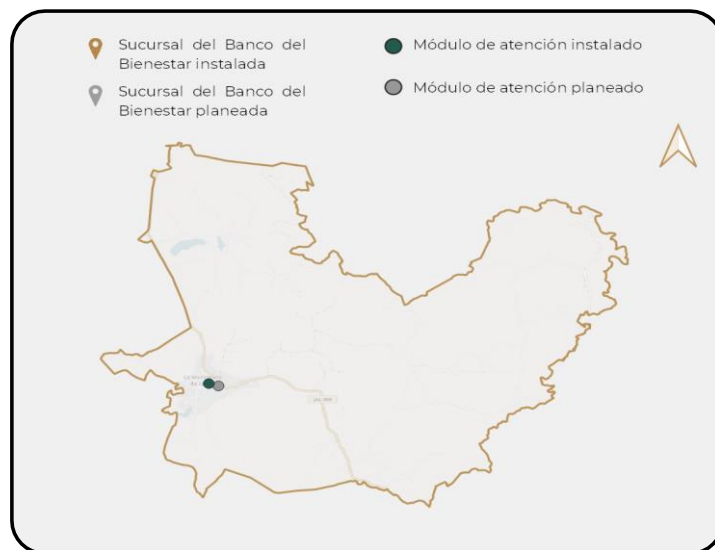 Sucursal del Banco del
Bienestar instalada
Sucursal del Banco del
Bienestar planeada
Módulo de atención instalado
Módulo de atención planeado